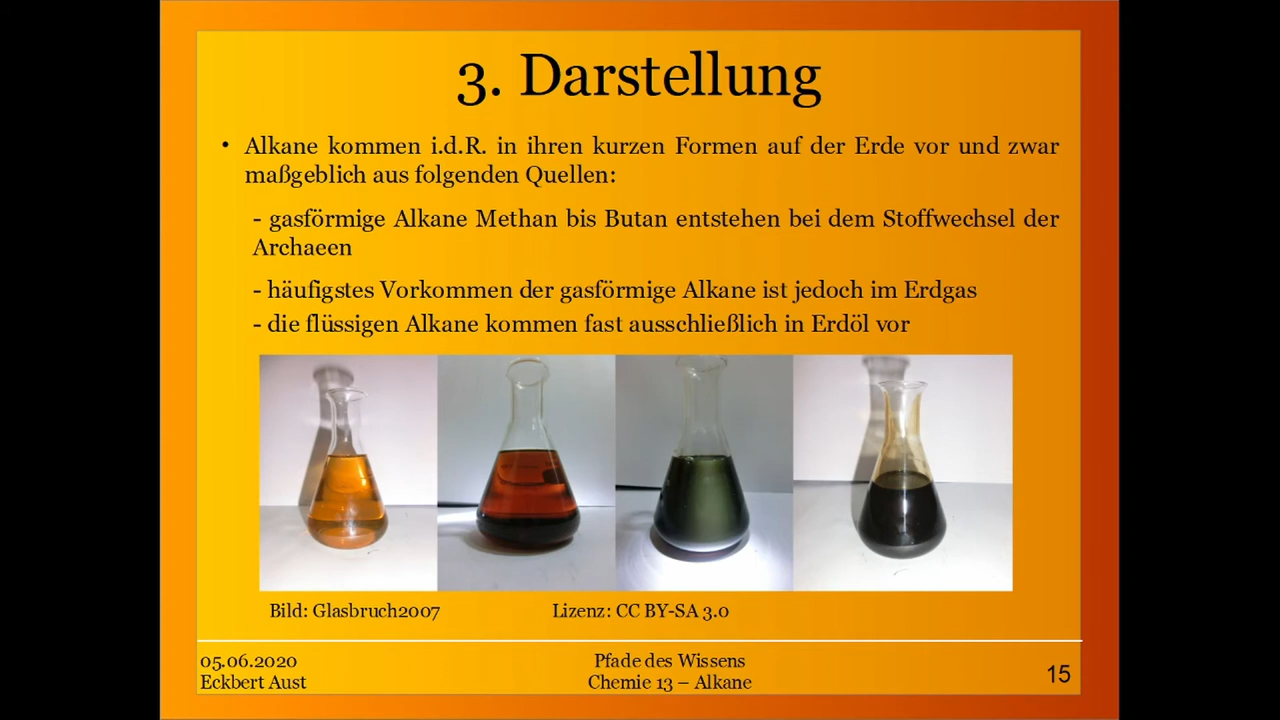 3. Darstellung
• Alkane kommen i.d.R. in ihren kurzen Formen auf der Erde vor und zwar
maßgeblich aus folgenden Quellen:
- gasförmige Alkane Methan bis Butan entstehen bei dem Stoffwechsel der
Archaeen
- häufigstes Vorkommen der gasförmige Alkane ist jedoch im Erdgas
- die flüssigen Alkane kommen fast ausschließlich in Erdöl vor
Bild: Glasbruch2007 Lizenz: CC BY-SA 3.0
05.06.2020
Eckbert Aust
Pfade des Wissens
Chemie 13 – Alkane
15